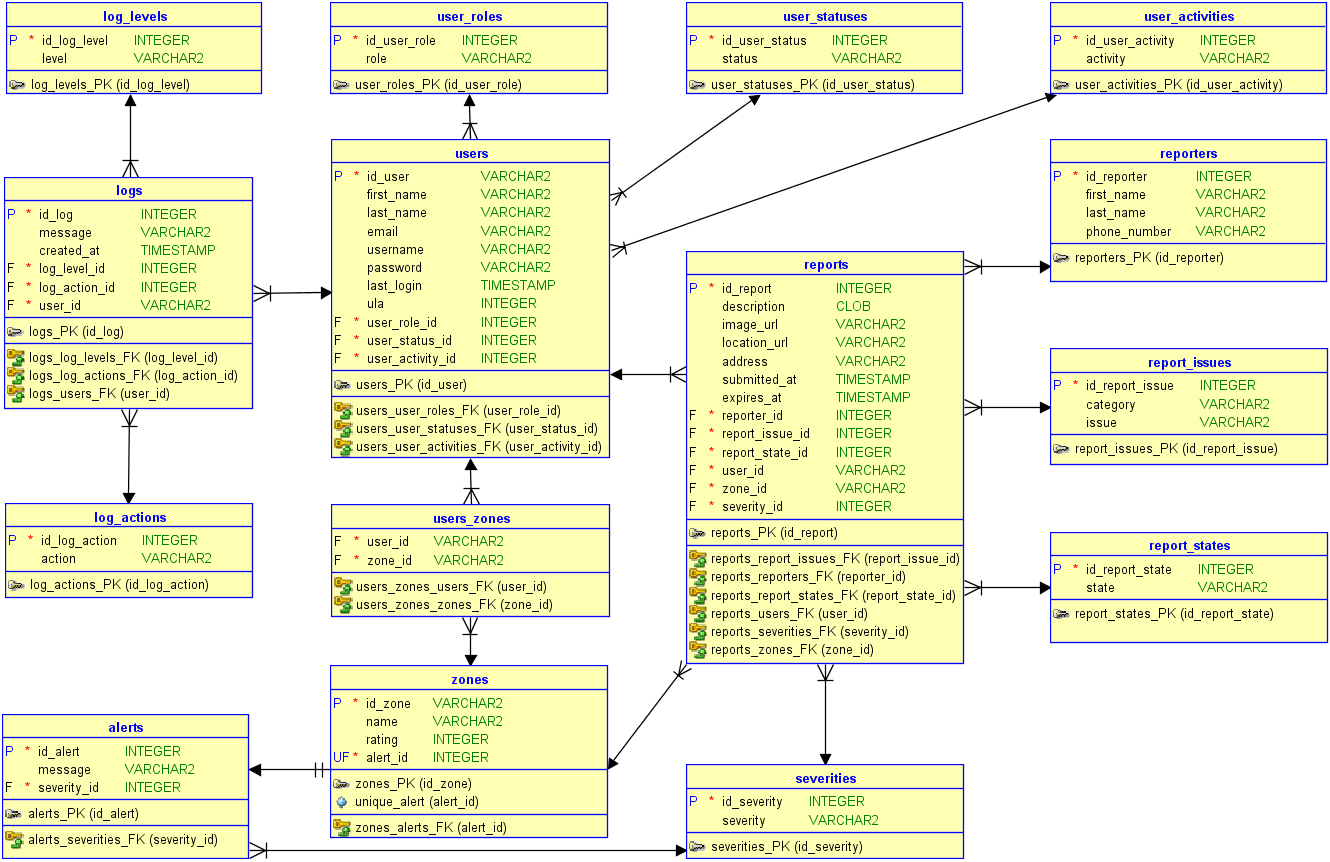 log_levels
P * id_log_level INTEGER
level VARCHAR2
log_levels_PK (id_log_level)
user_roles
P * id_user_role INTEGER
role VARCHAR2
user_roles_PK (id_user_role)
user_statuses
P * id_user_status INTEGER
status VARCHAR2
user_statuses_PK (id_user_status)
user_activities
P * id_user_activity INTEGER
activity VARCHAR2
user_activities_PK (id_user_activity)
logs
P * id_log INTEGER
message VARCHAR2
created_at TIMESTAMP
F * log_level_id INTEGER
F * log_action_id INTEGER
F * user_id VARCHAR2
logs_PK (id_log)
logs_log_levels_FK (log_level_id)
logs_log_actions_FK (log_action_id)
logs_users_FK (user_id)
users
P * id_user VARCHAR2
first_name VARCHAR2
last_name VARCHAR2
email VARCHAR2
username VARCHAR2
password VARCHAR2
last_login TIMESTAMP
ula INTEGER
F * user_role_id INTEGER
F * user_status_id INTEGER
F * user_activity_id INTEGER
users_PK (id_user)
users_user_roles_FK (user_role_id)
users_user_statuses_FK (user_status_id)
users_user_activities_FK (user_activity_id)
reporters
P * id_reporter INTEGER
first_name VARCHAR2
last_name VARCHAR2
phone_number VARCHAR2
reporters_PK (id_reporter)
reports
P * id_report INTEGER
description CLOB
image_url VARCHAR2
location_url VARCHAR2
address VARCHAR2
submitted_at TIMESTAMP
expires_at TIMESTAMP
F * reporter_id INTEGER
F * report_issue_id INTEGER
F * report_state_id INTEGER
F * user_id VARCHAR2
F * zone_id VARCHAR2
F * severity_id INTEGER
reports_PK (id_report)
reports_report_issues_FK (report_issue_id)
reports_reporters_FK (reporter_id)
reports_report_states_FK (report_state_id)
reports_users_FK (user_id)
reports_severities_FK (severity_id)
reports_zones_FK (zone_id)
report_issues
P * id_report_issue INTEGER
category VARCHAR2
issue VARCHAR2
report_issues_PK (id_report_issue)
log_actions
P * id_log_action INTEGER
action VARCHAR2
log_actions_PK (id_log_action)
users_zones
F * user_id VARCHAR2
F * zone_id VARCHAR2
users_zones_users_FK (user_id)
users_zones_zones_FK (zone_id)
report_states
P * id_report_state INTEGER
state VARCHAR2
report_states_PK (id_report_state)
zones
P * id_zone VARCHAR2
name VARCHAR2
rating INTEGER
UF * alert_id INTEGER
zones_PK (id_zone)
unique_alert (alert_id)
zones_alerts_FK (alert_id)
alerts
P * id_alert INTEGER
message VARCHAR2
F * severity_id INTEGER
alerts_PK (id_alert)
alerts_severities_FK (severity_id)
severities
P * id_severity INTEGER
severity VARCHAR2
severities_PK (id_severity)